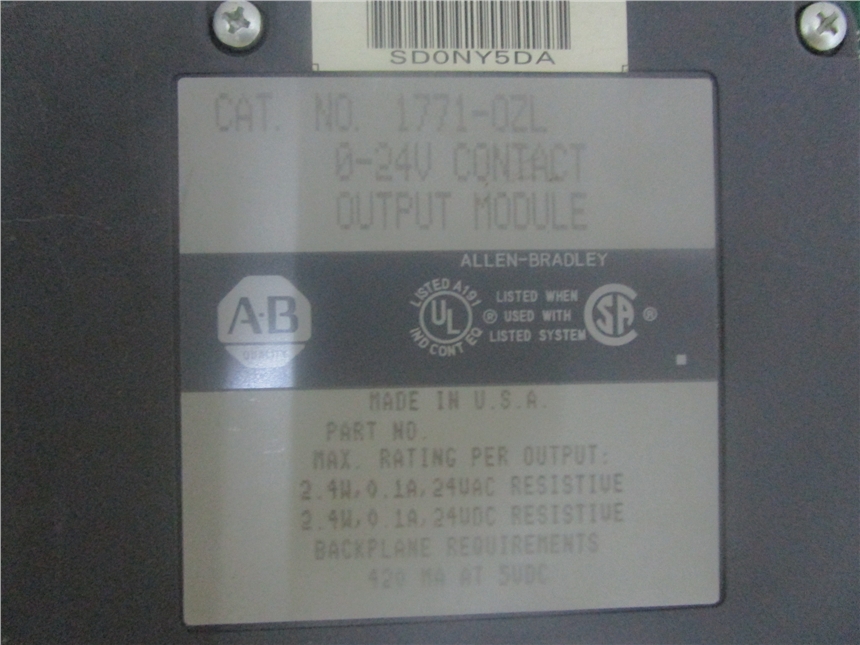 SD0NY5DA
CAT. NO. 1771-OZL
0-24V CONTACT
OUTPUT MODULE
ALLEN-BRADLEY
A·B
QUALITY
LISTED A191
UL
IND CONT EQ
®
LISTED WHEN
USED WITH
LISTED SYSTEM
SA
®
MADE IN U.S.A.
PART NO.
MAX. RATING PER OUTPUT:
2.4W,0.1A,24VAC RESISTIVE
2.4W,0.1A,24VDC RESISTIVE
BACKPLANE REQUIREMENTS
420 MA AT 5VDC